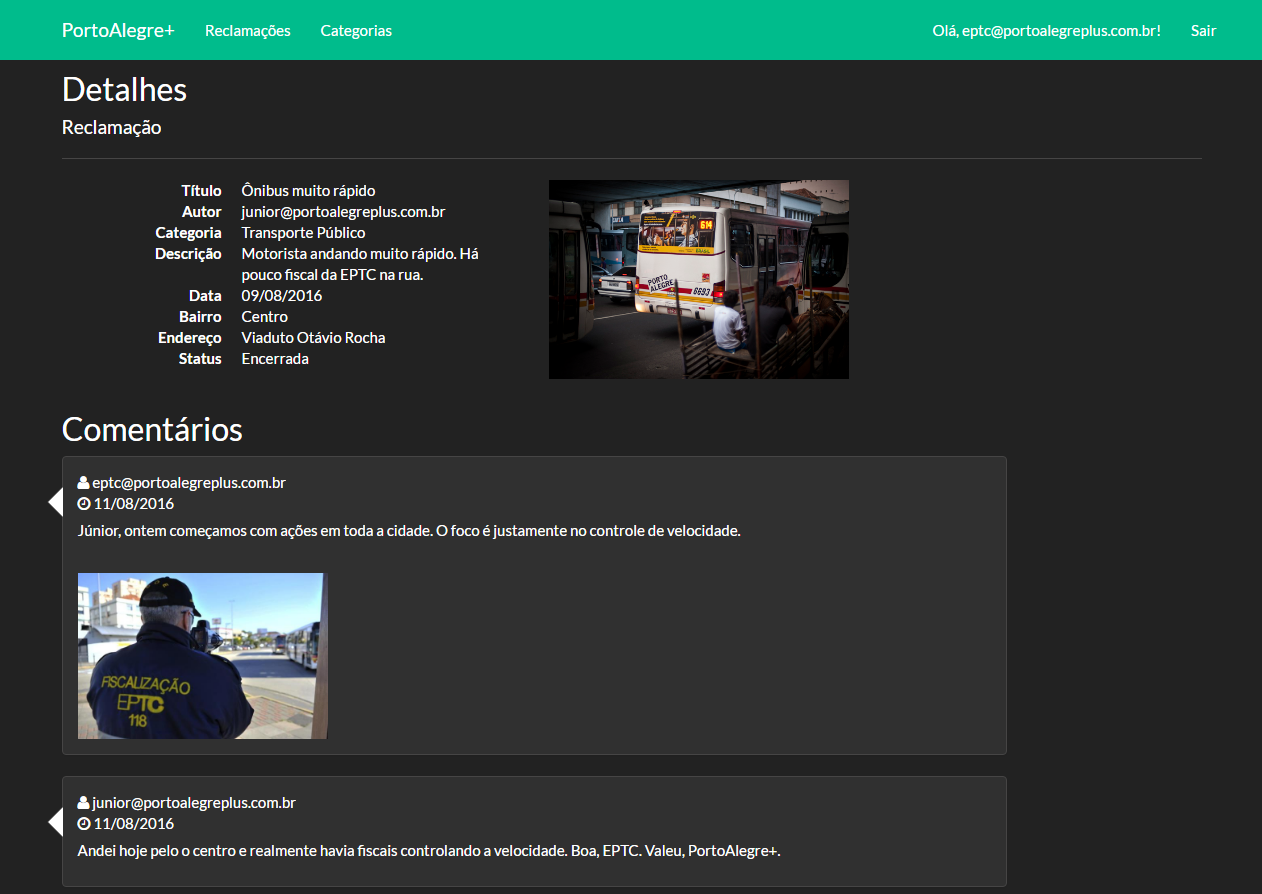 PortoAlegre+ Reclamações Categorias Olá, eptc@portoalegreplus.com.br! Sair
Detalhes
Reclamação
Título Ônibus muito rápido
Autor junior@portoalegreplus.com.br
Categoria Transporte Público
Descrição Motorista andando muito rápido. Há
pouco fiscal da EPTC na rua.
Data 09/08/2016
Bairro Centro
Endereço Viaduto Otávio Rocha
Status Encerrada
614
PORTO
ALEGRE
6693
Comentários
eptc@portoalegreplus.com.br
11/08/2016
Júnior, ontem começamos com ações em toda a cidade. O foco é justamente no controle de velocidade.
FISCALIZAÇÃO
EPTC
118
junior@portoalegreplus.com.br
11/08/2016
Andei hoje pelo o centro e realmente havia fiscais controlando a velocidade. Boa, EPTC. Valeu, PortoAlegre+.